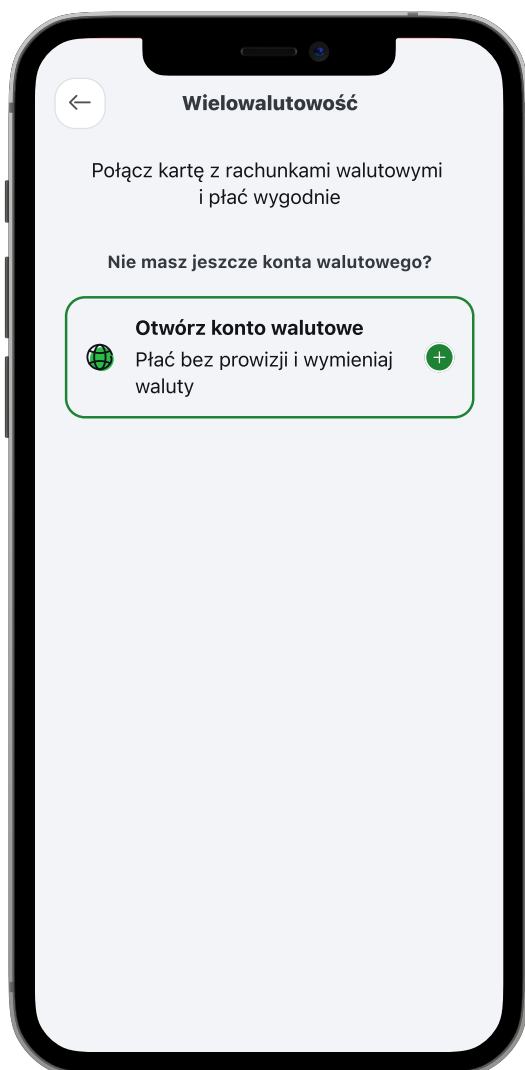 Wielowalutowość
Połącz kartę z rachunkami walutowymi
i płać wygodnie
Nie masz jeszcze konta walutowego?
Otwórz konto walutowe
Płać bez prowizji i wymieniaj
waluty